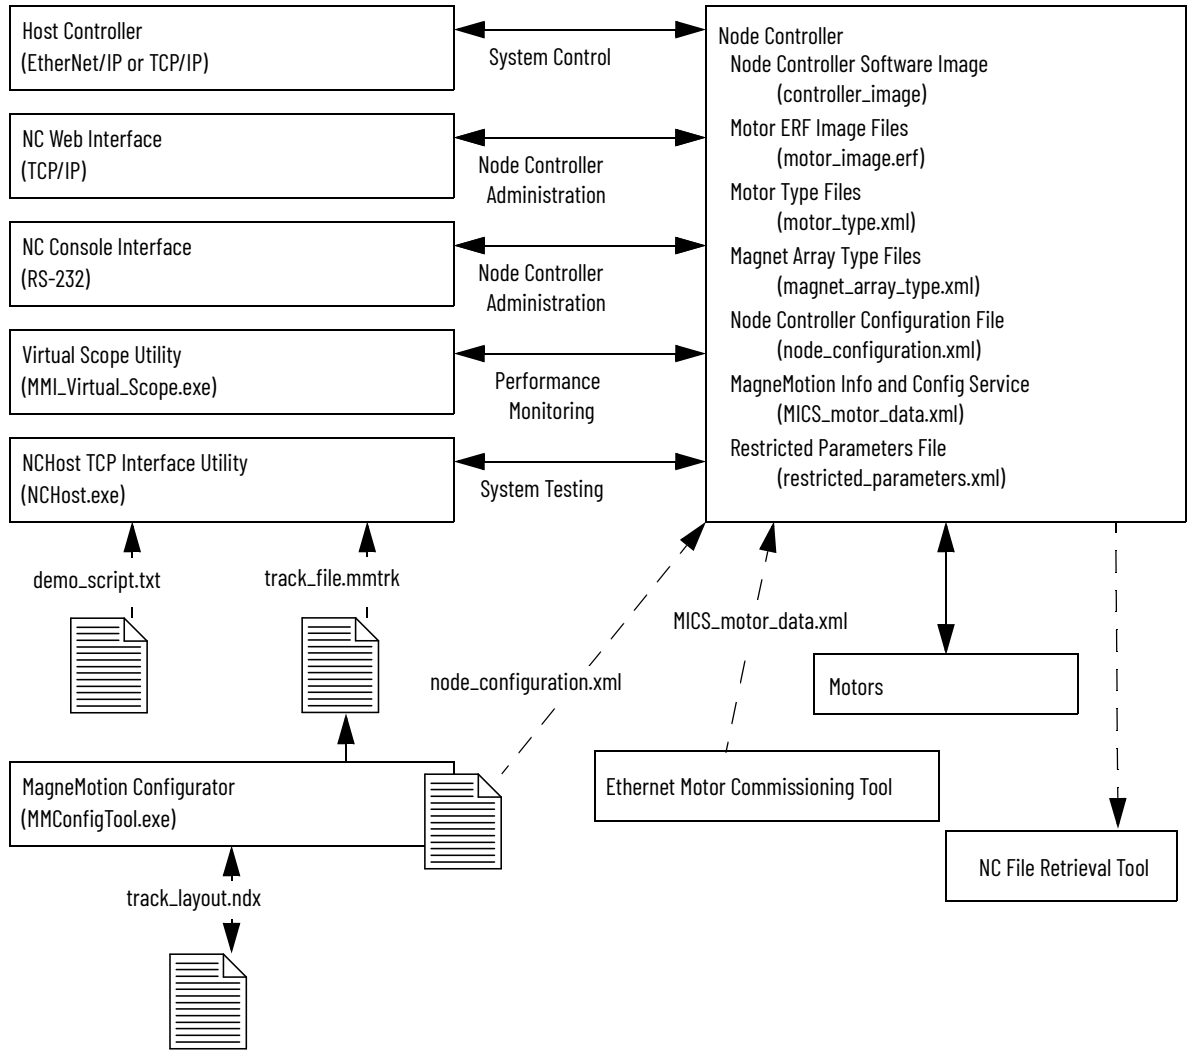 Host Controller
(EtherNet/IP or TCP/IP)
System Control
NC Web Interface
(TCP/IP)
Node Controller
Administration
NC Console Interface
(RS-232)
Node Controller
Administration
Virtual Scope Utility
(MMI_Virtual_Scope.exe)
Performance
Monitoring
NCHost TCP Interface Utility
(NCHost.exe)
System Testing
Node Controller
Node Controller Software Image
(controller_image)
Motor ERF Image Files
(motor_image.erf)
Motor Type Files
(motor_type.xml)
Magnet Array Type Files
(magnet_array_type.xml)
Node Controller Configuration File
(node_configuration.xml)
MagneMotion Info and Config Service
(MICS_motor_data.xml)
Restricted Parameters File
(restricted_parameters.xml)
demo_script.txt
track_file.mmtrk
MICS_motor_data.xml
node_configuration.xml
Motors
MagneMotion Configurator
(MMConfigTool.exe)
Ethernet Motor Commissioning Tool
NC File Retrieval Tool
track_layout.ndx